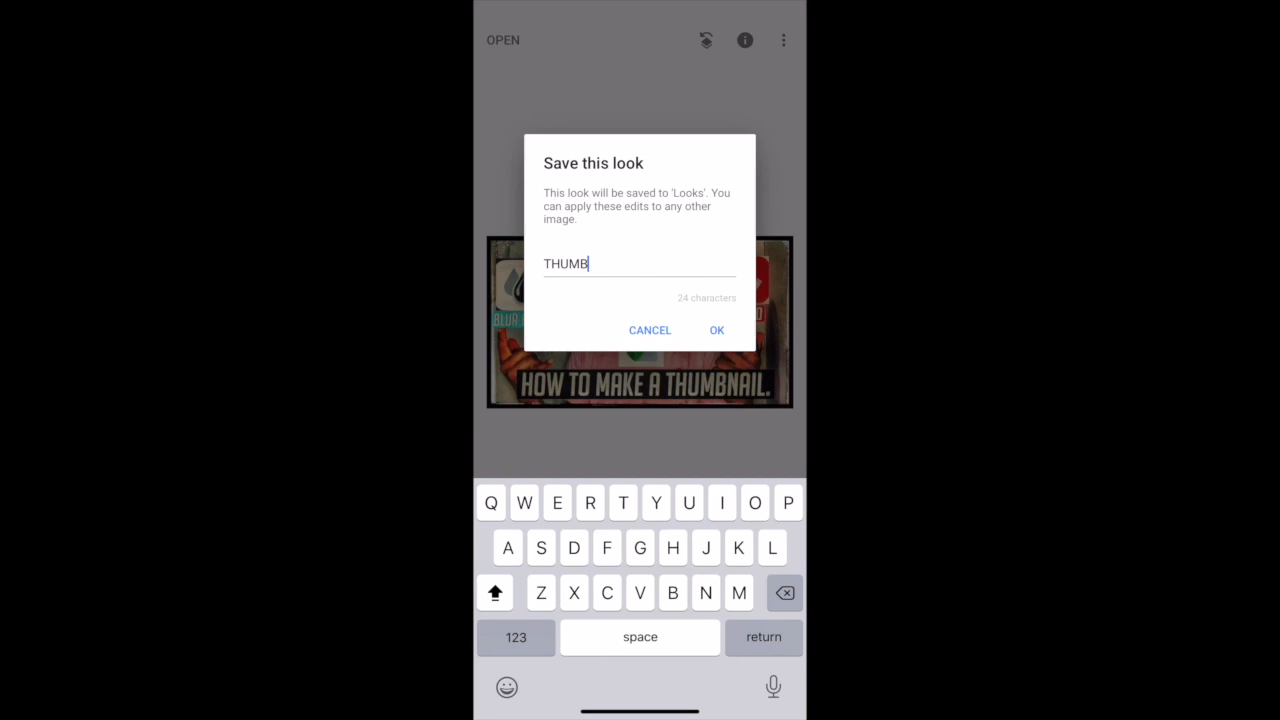 OPEN
Save this look
This look will be saved to 'Looks'. You
can apply these edits to any other
image.
THUMB
24 characters
CANCEL OK
BLUR
HOW TO MAKE A THUMBNAIL.
Q W E R T Y U I O P
A S D F G H J K L
Z X C V B N M
123 space return